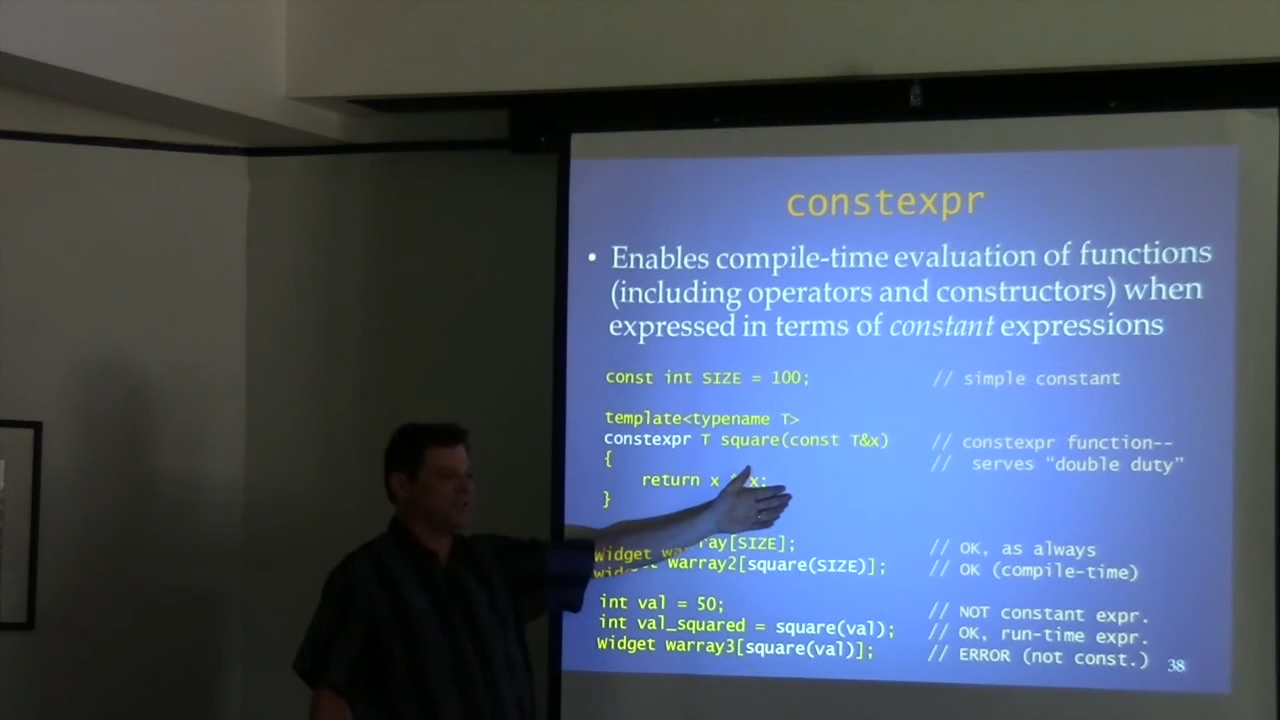 constexpr
• Enables compile-time evaluation of functions
(including operators and constructors) when
expressed in terms of constant expressions
const int SIZE = 100; // simple constant
template<typename T>
constexpr T square(const T&x) // constexpr function--
{ // serves “double duty”
return x * x;
}
Widget warray[SIZE]; // OK, as always
Widget warray2[square(SIZE)]; // OK (compile-time)
int val = 50; // NOT constant expr.
int val_squared = square(val); // OK, run-time expr.
Widget warray3[square(val)]; // ERROR (not const.)
38